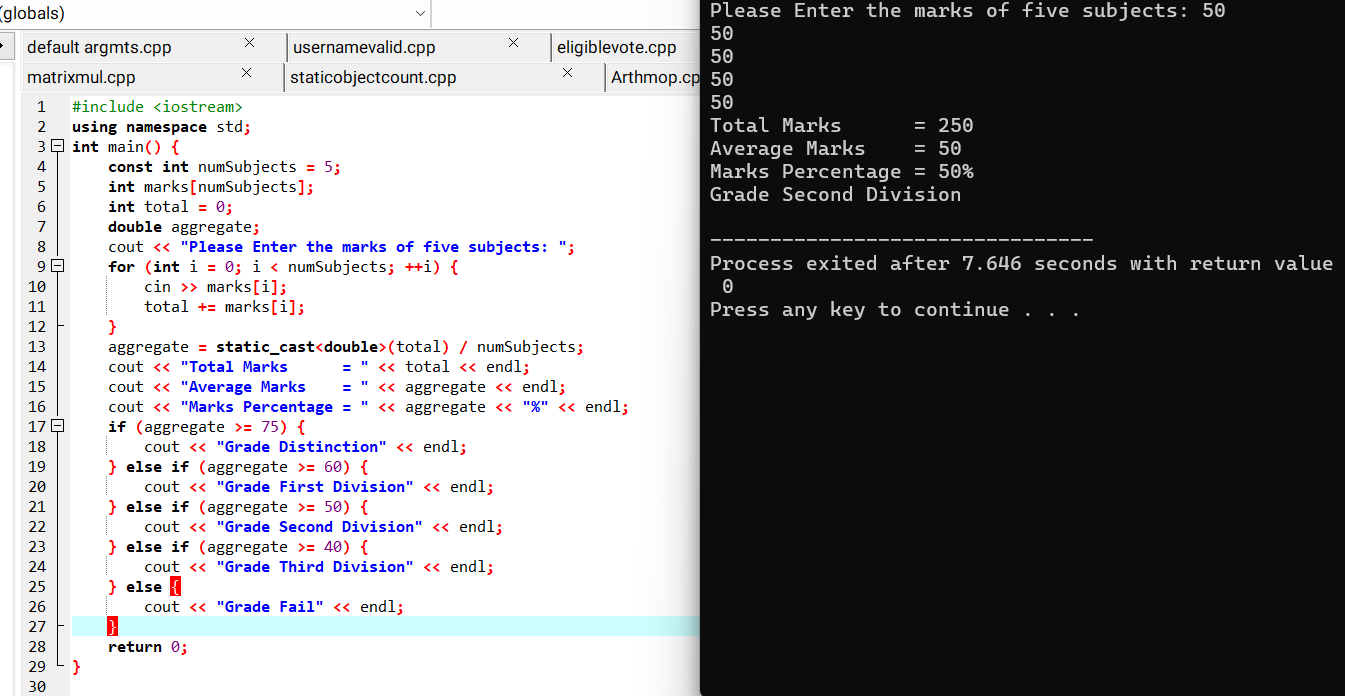 (globals)
default argmts.cpp
usernamevalid.cpp
eligiblevote.cpp
matrixmul.cpp
staticobjectcount.cpp
Arthmop.cp
1 #include <iostream>
2 using namespace std;
3 int main() {
4 const int numSubjects = 5;
5 int marks[numSubjects];
6 int total = 0;
7 double aggregate;
8 cout << "Please Enter the marks of five subjects: ";
9 for (int i = 0; i < numSubjects; ++i) {
10 cin >> marks[i];
11 total += marks[i];
12 }
13 aggregate = static_cast<double>(total) / numSubjects;
14 cout << "Total Marks      = " << total << endl;
15 cout << "Average Marks    = " << aggregate << endl;
16 cout << "Marks Percentage = " << aggregate << "%" << endl;
17 if (aggregate >= 75) {
18 cout << "Grade Distinction" << endl;
19 } else if (aggregate >= 60) {
20 cout << "Grade First Division" << endl;
21 } else if (aggregate >= 50) {
22 cout << "Grade Second Division" << endl;
23 } else if (aggregate >= 40) {
24 cout << "Grade Third Division" << endl;
25 } else {
26 cout << "Grade Fail" << endl;
27 }
28 return 0;
29 }
30
Please Enter the marks of five subjects: 50
50
50
50
50
Total Marks      = 250
Average Marks    = 50
Marks Percentage = 50%
Grade Second Division
--------------------------------
Process exited after 7.646 seconds with return value
0
Press any key to continue . . .